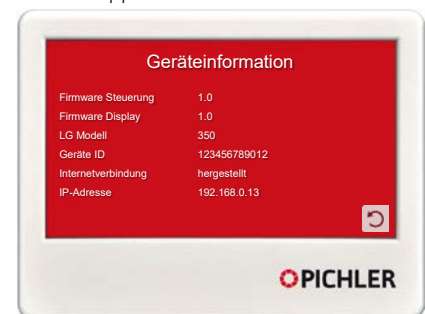 Geräteinformation
Firmware Steuerung 1.0
Firmware Display 1.0
LG Modell 350
Geräte ID 123456789012
Internetverbindung hergestellt
IP-Adresse 192.168.0.13
PICHLER